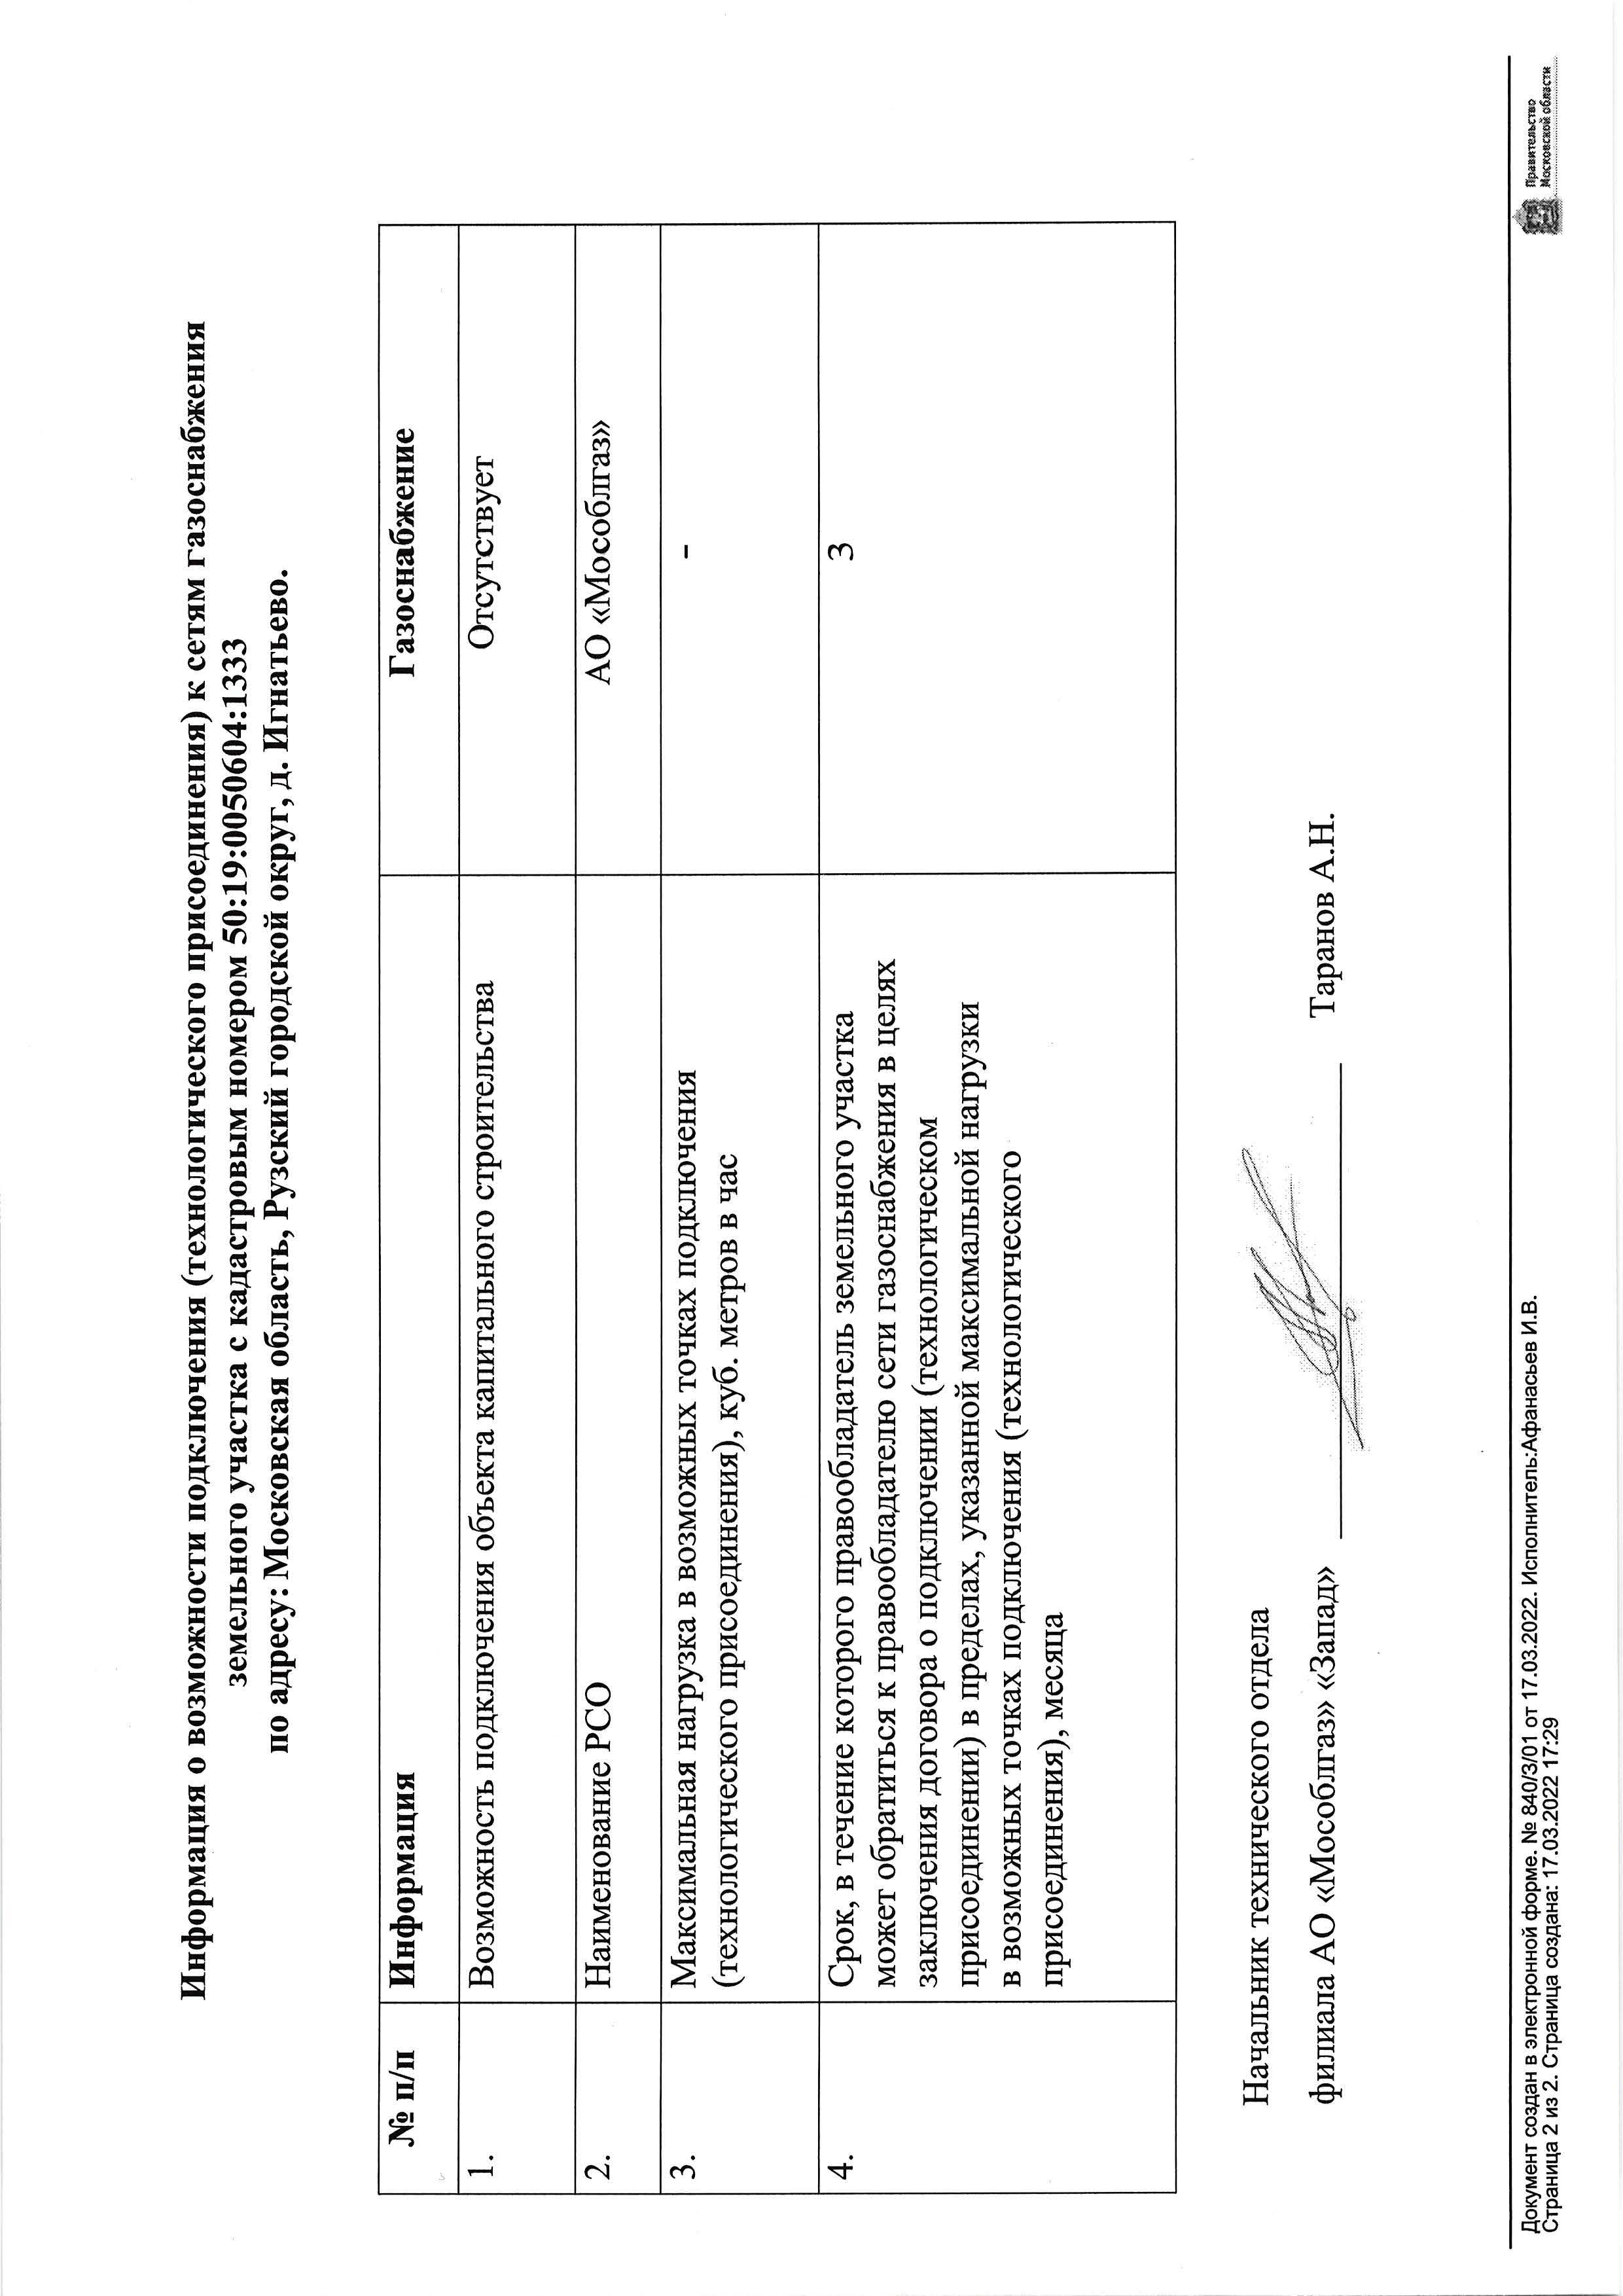 Информация о возможности подключения (технологического присоединения) к сетям газоснабжения
земельного участка с кадастровым номером 50:19:0050604:1333
по адресу: Московская область, Рузский городской округ, д. Игнатьево.
№ п/п Информация Газоснабжение
1. Возможность подключения объекта капитального строительства Отсутствует
2. Наименование РСО АО «Мособлгаз»
3. Максимальная нагрузка в возможных точках подключения -
(технологического присоединения), куб. метров в час
4. Срок, в течение которого правообладатель земельного участка 3
может обратиться к правообладателю сети газоснабжения в целях
заключения договора о подключении (технологическом
присоединении) в пределах, указанной максимальной нагрузки
в возможных точках подключения (технологического
присоединения), месяца
Начальник технического отдела
филиала АО «Мособлгаз» «Запад» Таранов А.Н.
Документ создан в электронной форме. № 840/3/01 от 17.03.2022. Исполнитель:Афанасьев И.В.
Страница 2 из 2. Страница создана: 17.03.2022 17:29
Правительство
Московской области